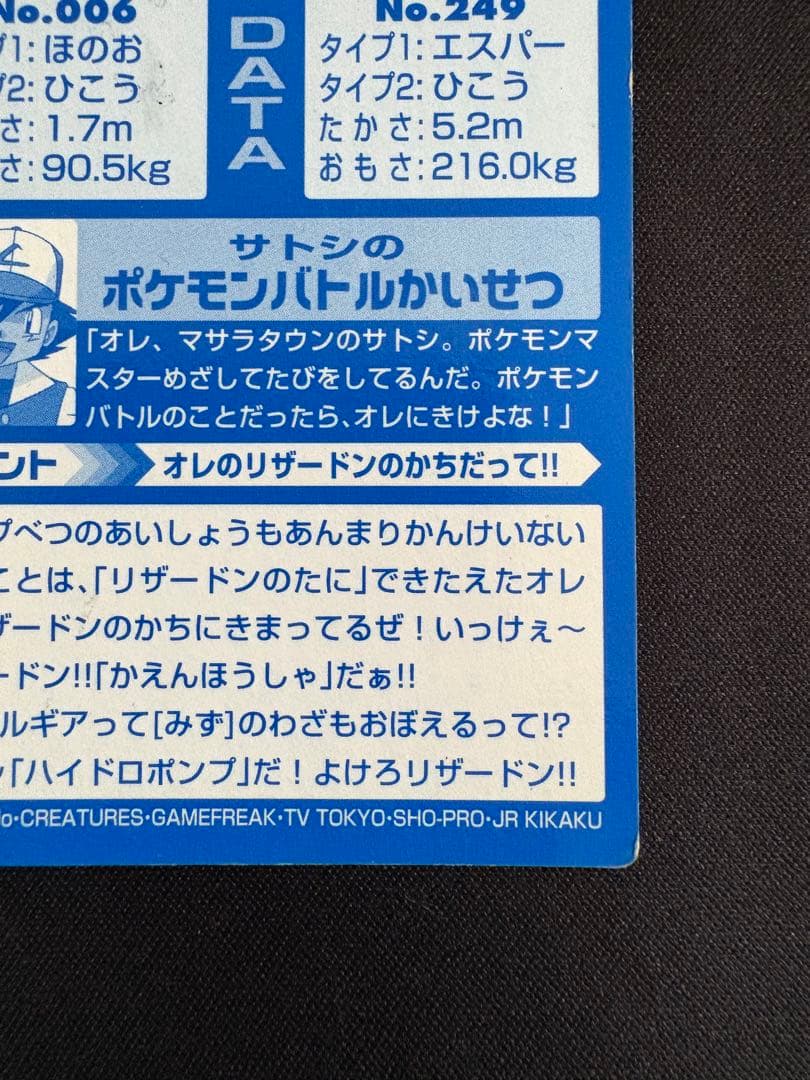 No.006
プ1: ほのお
プ2: ひこう
さ: 1.7m
さ: 90.5kg
DATA
No.249
タイプ1: エスパー
タイプ2: ひこう
たかさ: 5.2m
おもさ: 216.0kg
サトシの
ポケモンバトルかいせつ
「オレ、マサラタウンのサトシ。ポケモンマ
スターめざしてたびをしてるんだ。ポケモン
バトルのことだったら、オレにきけよな！」
ント
オレのリザードンのかちだって!!
プべつのあいしょうもあんまりかんけいない
ことは、「リザードンのたに」できたえたオレ
ザードンのかちにきまってるぜ！いっけぇ〜
ードン!!「かえんほうしゃ」だぁ!!
ルギアって[みず]のわざもおぼえるって!?
「ハイドロポンプ」だ！よけろリザードン!!
do・CREATURES・GAMEFREAK・TV TOKYO・SHO-PRO・JR KIKAKU